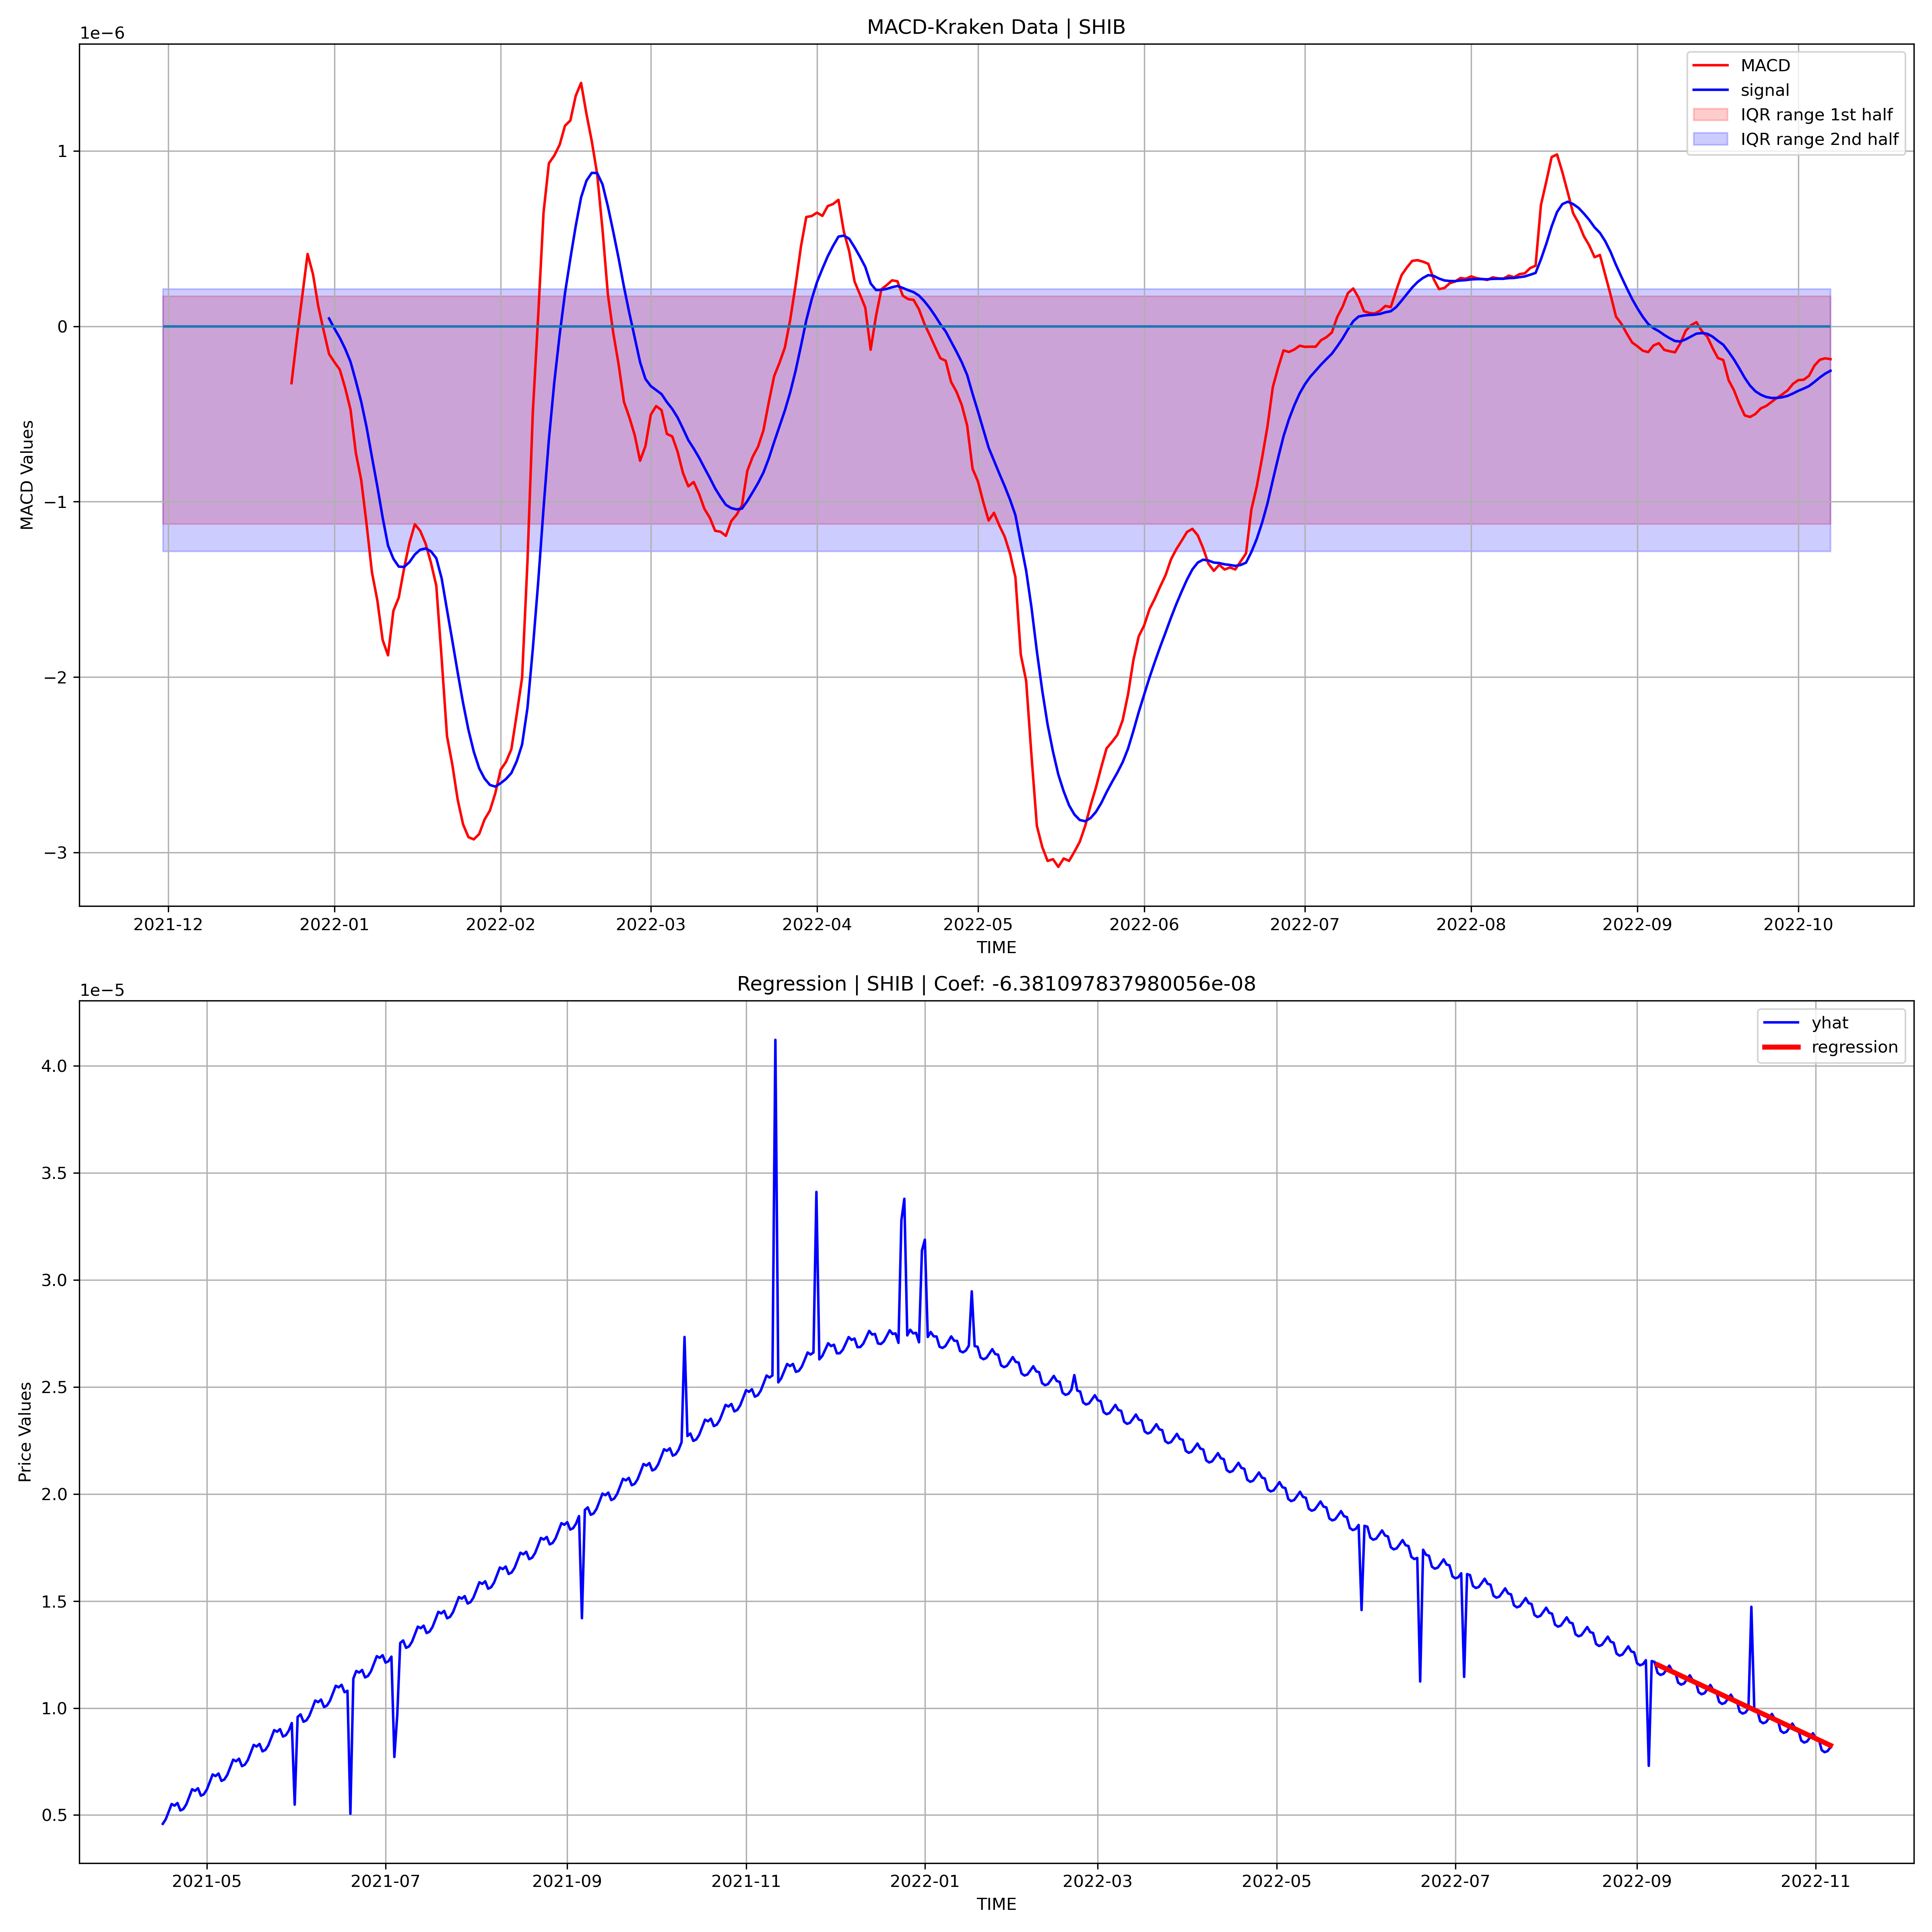 MACD-Kraken Data | SHIB
1e−6
MACD
signal
IQR range 1st half
IQR range 2nd half
1
0
−1
−2
−3
MACD Values
2021-12 2022-01 2022-02 2022-03 2022-04 2022-05 2022-06 2022-07 2022-08 2022-09 2022-10
TIME
Regression | SHIB | Coef: -6.381097837980056e-08
1e−5
yhat
regression
4.0
3.5
3.0
2.5
2.0
1.5
1.0
0.5
Price Values
2021-05 2021-07 2021-09 2021-11 2022-01 2022-03 2022-05 2022-07 2022-09 2022-11
TIME